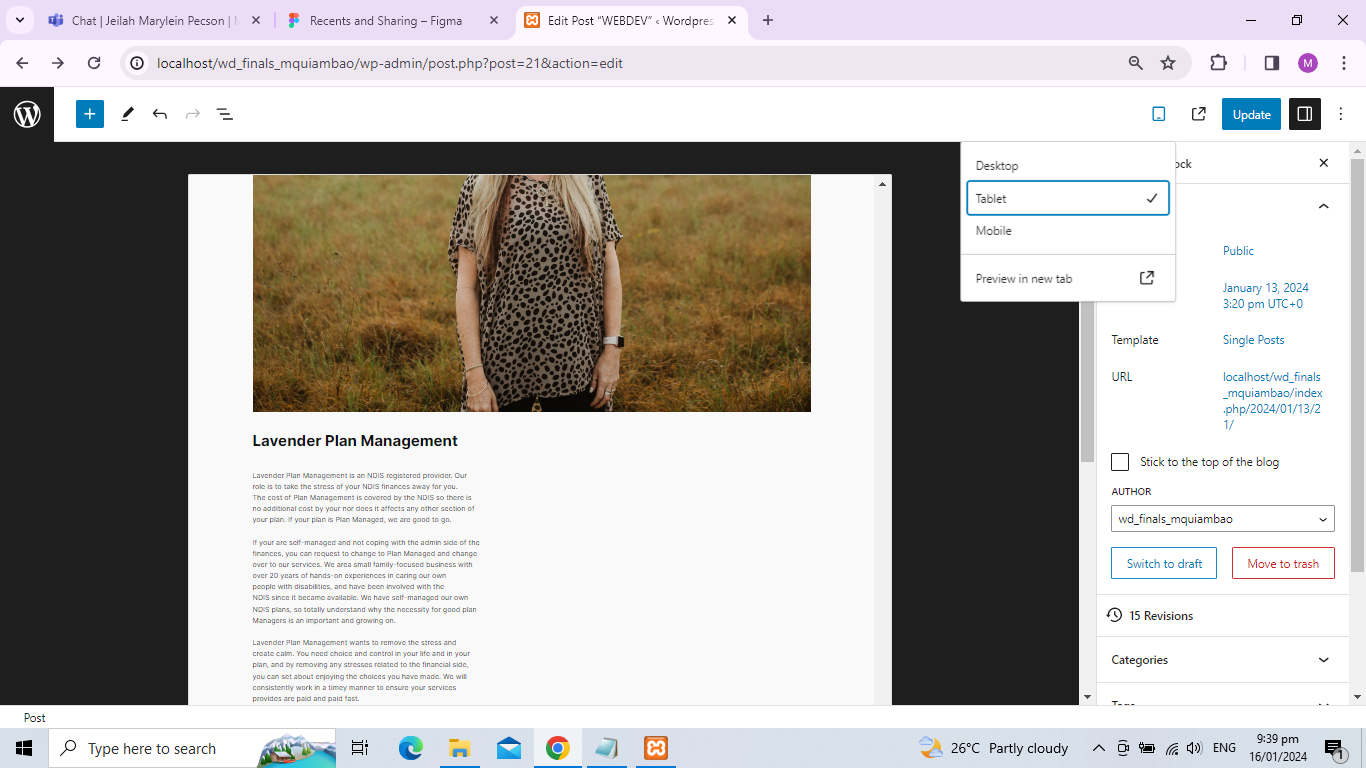 Chat | Jeilah Marylein Pecson |
Recents and Sharing – Figma
Edit Post “WEBDEV” ‹ Wordpres
localhost/wd_finals_mquiambao/wp-admin/post.php?post=21&action=edit
M
Update
Desktop
Tablet
Mobile
Preview in new tab
ock
Public
January 13, 2024
3:20 pm UTC+0
Template
Single Posts
URL
localhost/wd_finals
_mquiambao/index
.php/2024/01/13/2
1/
Stick to the top of the blog
AUTHOR
wd_finals_mquiambao
Switch to draft
Move to trash
15 Revisions
Categories
Tags
Lavender Plan Management
Lavender Plan Management is an NDIS registered provider. Our
role is to take the stress of your NDIS finances away for you.
The cost of Plan Management is covered by the NDIS so there is
no additional cost by your nor does it affects any other section of
your plan. If your plan is Plan Managed, we are good to go.
If your are self-managed and not coping with the admin side of the
finances, you can request to change to Plan Managed and change
over to our services. We area small family-focused business with
over 20 years of hands-on experiences in caring our own
people with disabilities, and have been involved with the
NDIS since it became available. We have self-managed our own
NDIS plans, so totally understand why the necessity for good plan
Managers is an important and growing on.
Lavender Plan Management wants to remove the stress and
create calm. You need choice and control in your life and in your
plan, and by removing any stresses related to the financial side,
you can set about enjoying the choices you have made. We will
consistently work in a timey manner to ensure your services
provides are paid and paid fast.
Post
Type here to search
26°C Partly cloudy
ENG
9:39 pm
16/01/2024
1